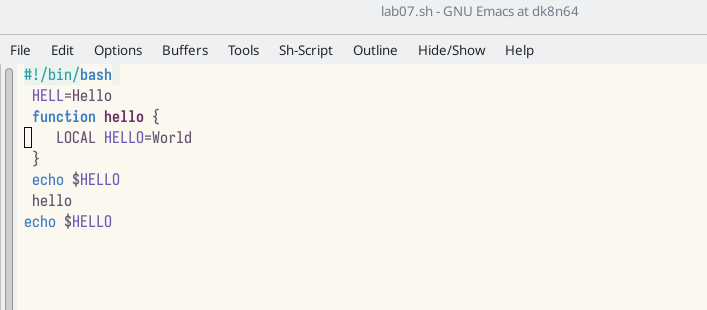 lab07.sh - GNU Emacs at dk8n64
File Edit Options Buffers Tools Sh-Script Outline Hide/Show Help
#!/bin/bash
HELL=Hello
function hello {
LOCAL HELLO=World
}
echo $HELLO
hello
echo $HELLO